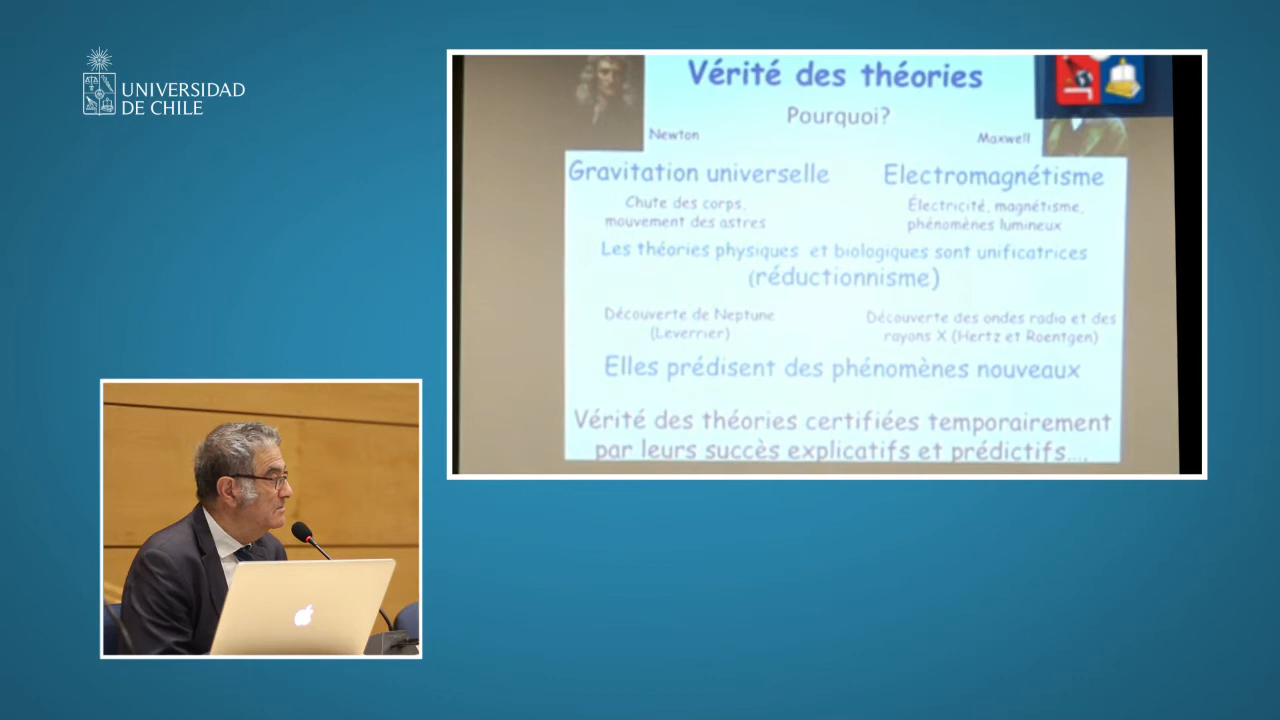 UNIVERSIDAD
DE CHILE
Vérité des théories
Pourquoi?
Newton
Maxwell
Gravitation universelle
Electromagnétisme
Chute des corps,
mouvement des astres
Électricité, magnétisme,
phénomènes lumineux
Les théories physiques et biologiques sont unificatrices
(réductionnisme)
Découverte de Neptune
(Leverrier)
Découverte des ondes radio et des
rayons X (Hertz et Roentgen)
Elles prédisent des phénomènes nouveaux
Vérité des théories certifiées temporairement
par leurs succès explicatifs et prédictifs....